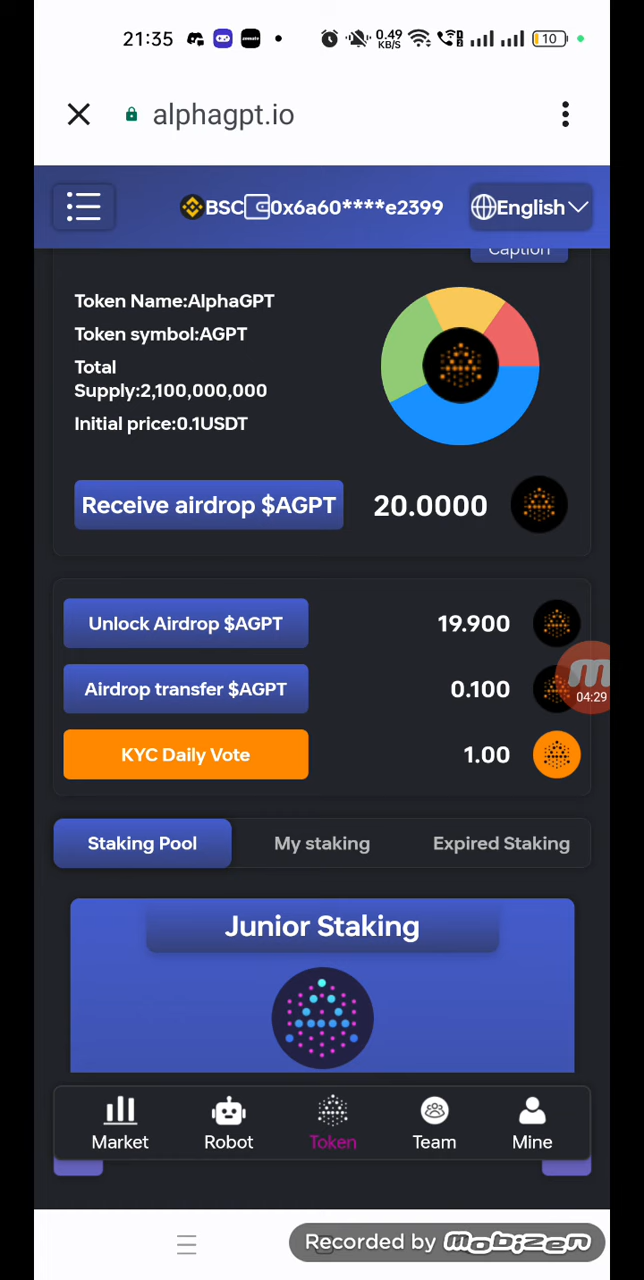 21:35
0.49
KB/S
10
alphagpt.io
BSC
0x6a60****e2399
English
Caption
Token Name:AlphaGPT
Token symbol:AGPT
Total
Supply:2,100,000,000
Initial price:0.1USDT
Receive airdrop $AGPT
20.0000
Unlock Airdrop $AGPT
19.900
Airdrop transfer $AGPT
0.100
04:29
KYC Daily Vote
1.00
Staking Pool
My staking
Expired Staking
Junior Staking
Market
Robot
Token
Team
Mine
Recorded by mobizen